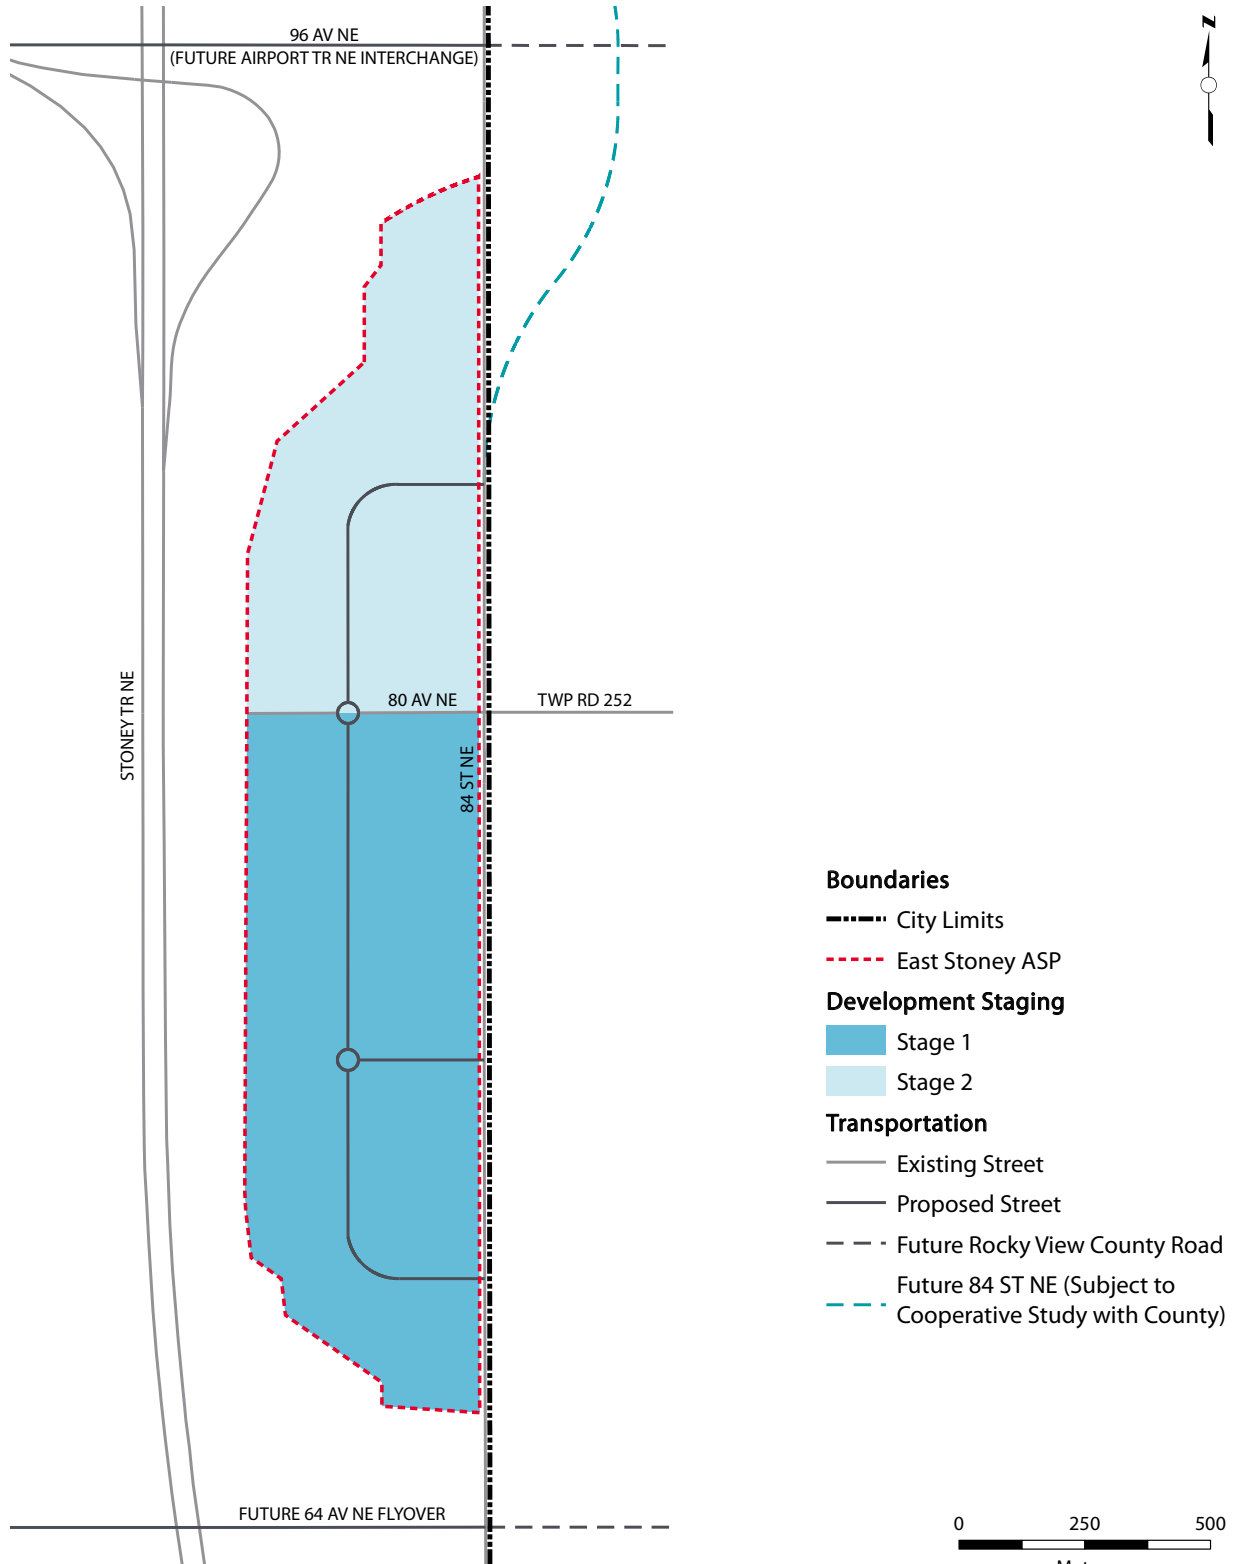 96 AV NE
(FUTURE AIRPORT TR NE INTERCHANGE)
N
STONEY TR NE
80 AV NE
TWP RD 252
84 ST NE
Boundaries
City Limits
East Stoney ASP
Development Staging
Stage 1
Stage 2
Transportation
Existing Street
Proposed Street
Future Rocky View County Road
Future 84 ST NE (Subject to
Cooperative Study with County)
FUTURE 64 AV NE FLYOVER
0 250 500